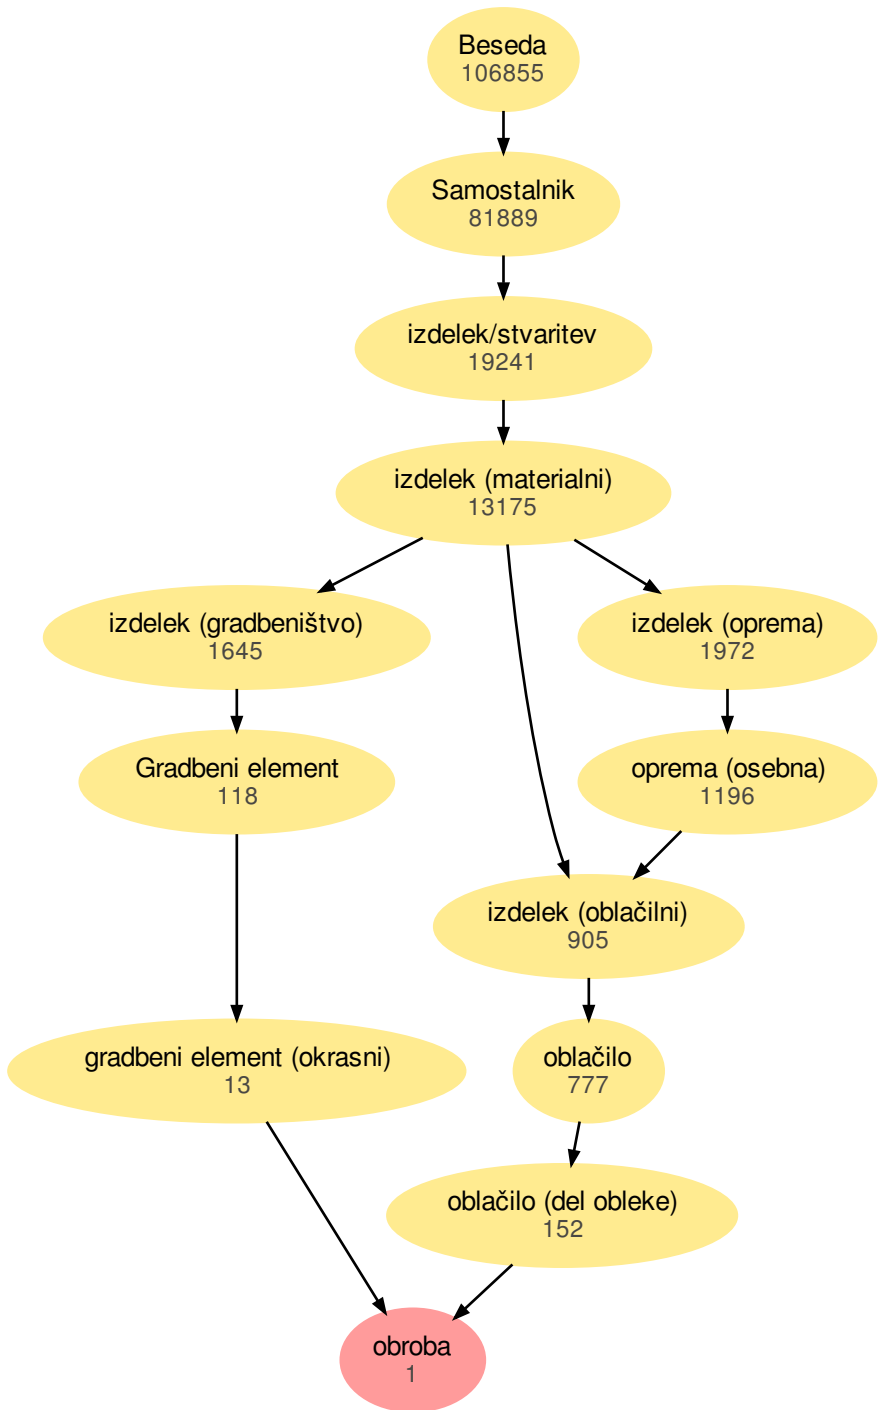 Beseda
106855
Samostalnik
81889
izdelek/stvaritev
19241
izdelek (materialni)
13175
izdelek (gradbeništvo)
1645
izdelek (oprema)
1972
Gradbeni element
118
oprema (osebna)
1196
izdelek (oblačilni)
905
gradbeni element (okrasni)
13
oblačilo
777
oblačilo (del obleke)
152
obroba
1